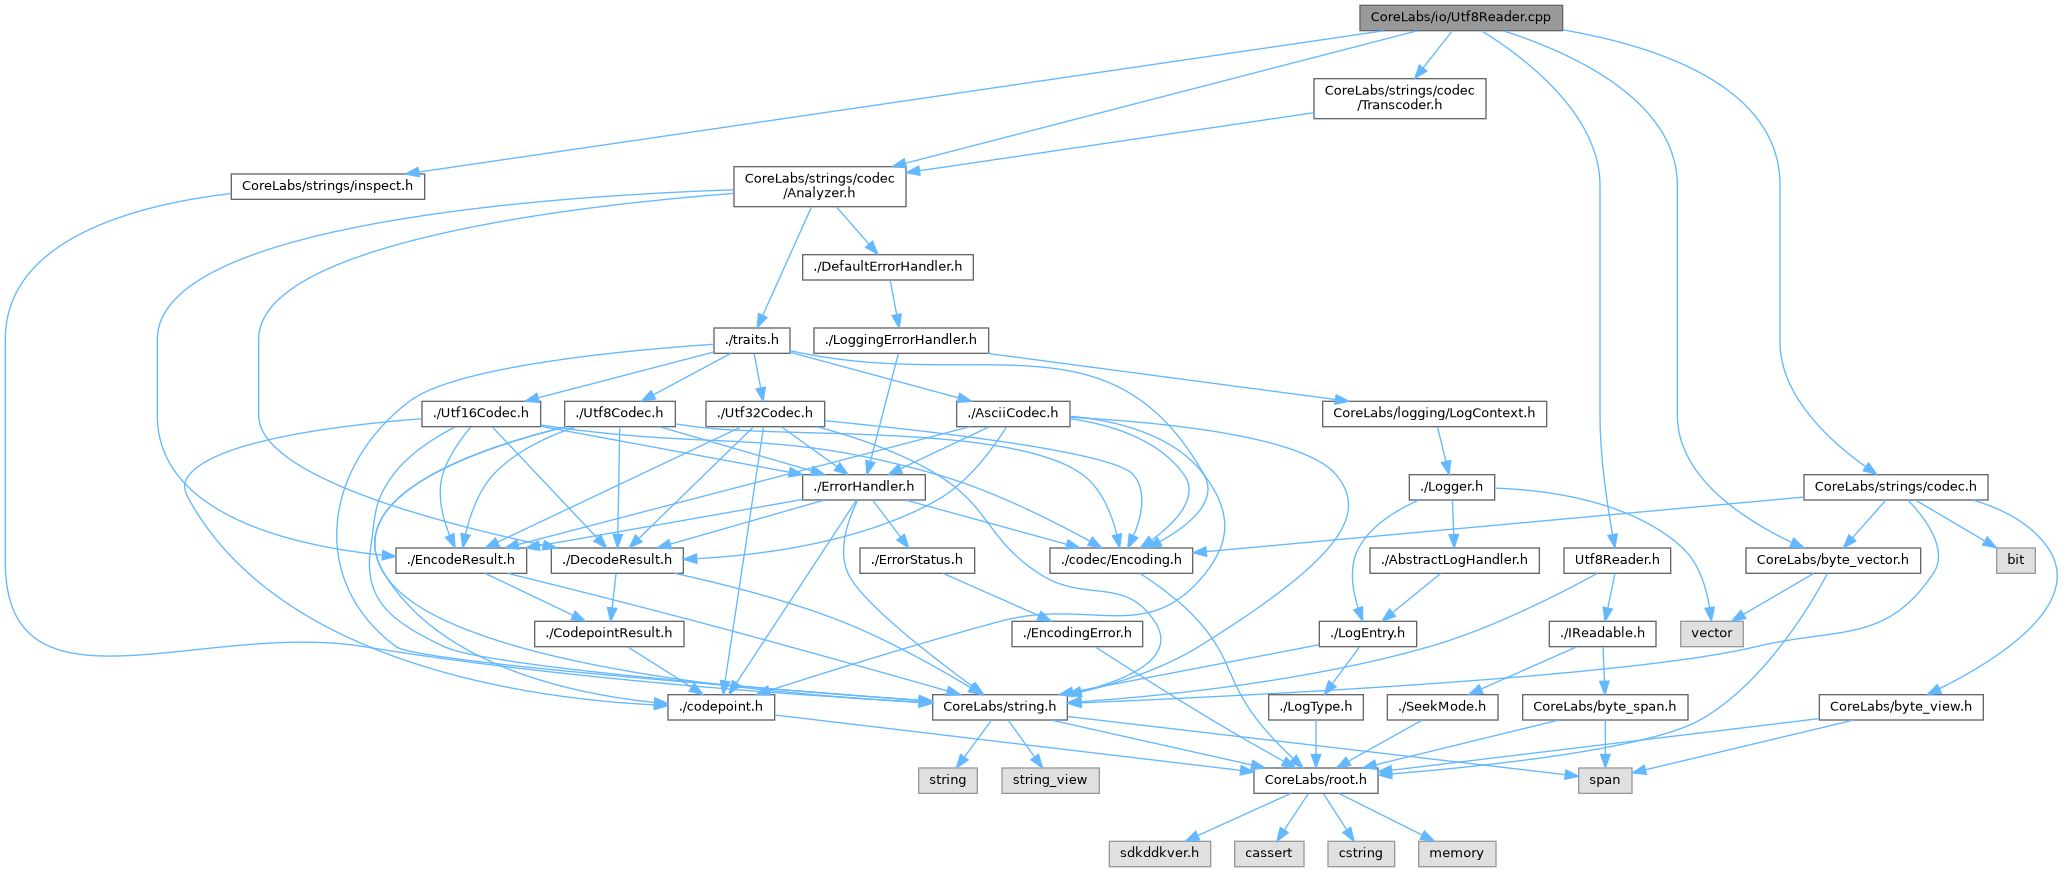 CoreLabs/io/Utf8Reader.cpp
CoreLabs/strings/codec
/Transcoder.h
CoreLabs/strings/inspect.h
CoreLabs/strings/codec
/Analyzer.h
./DefaultErrorHandler.h
./traits.h
./LoggingErrorHandler.h
./Utf16Codec.h
./Utf8Codec.h
./Utf32Codec.h
./AsciiCodec.h
CoreLabs/logging/LogContext.h
./ErrorHandler.h
./Logger.h
CoreLabs/strings/codec.h
./EncodeResult.h
./DecodeResult.h
./ErrorStatus.h
./codec/Encoding.h
./AbstractLogHandler.h
Utf8Reader.h
CoreLabs/byte_vector.h
bit
./CodepointResult.h
./EncodingError.h
./LogEntry.h
./IReadable.h
vector
./codepoint.h
CoreLabs/string.h
./LogType.h
./SeekMode.h
CoreLabs/byte_span.h
CoreLabs/byte_view.h
string
string_view
CoreLabs/root.h
span
sdkddkver.h
cassert
cstring
memory